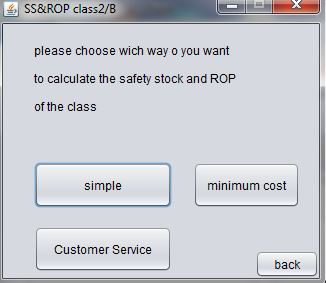 SS&ROP class2/B
please choose wich way o you want
to calculate the safety stock and ROP
of the class
simple
minimum cost
Customer Service
back